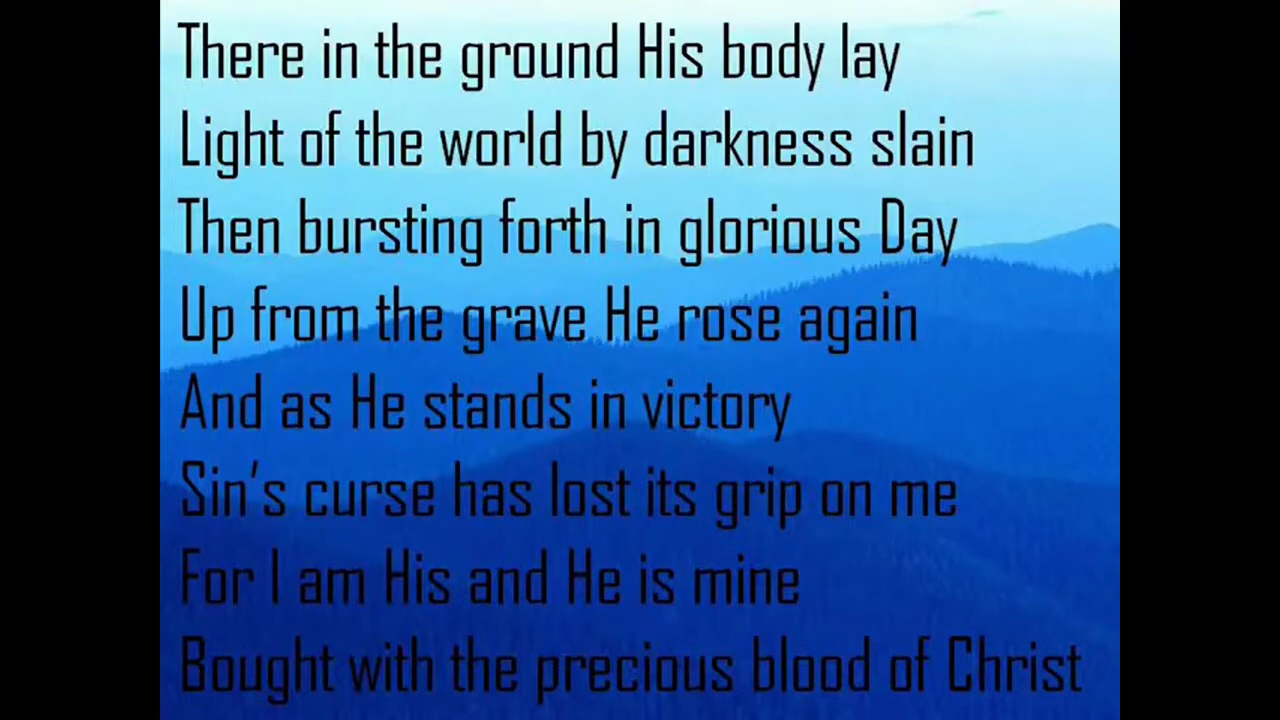 There in the ground His body lay
Light of the world by darkness slain
Then bursting forth in glorious Day
Up from the grave He rose again
And as He stands in victory
Sin's curse has lost its grip on me
For I am His and He is mine
Bought with the precious blood of Christ